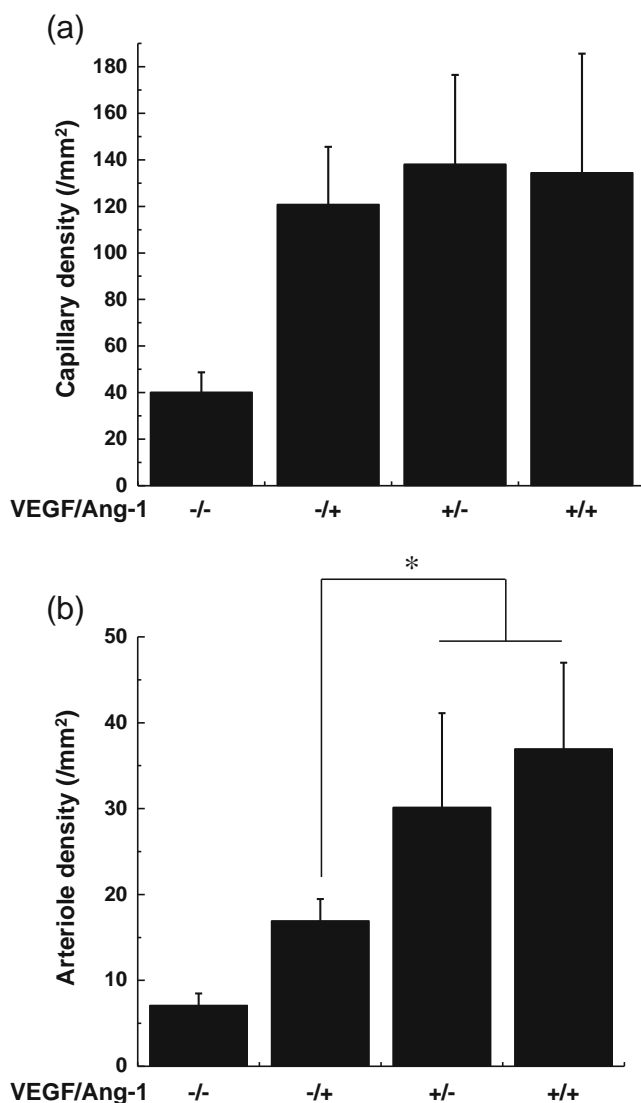 (a)
Capillary density (/mm²)
180
160
140
120
100
80
60
40
20
0
VEGF/Ang-1 -/- -/+ +/- +/+
*
(b)
Arteriole density (/mm²)
50
40
30
20
10
0
VEGF/Ang-1 -/- -/+ +/- +/+